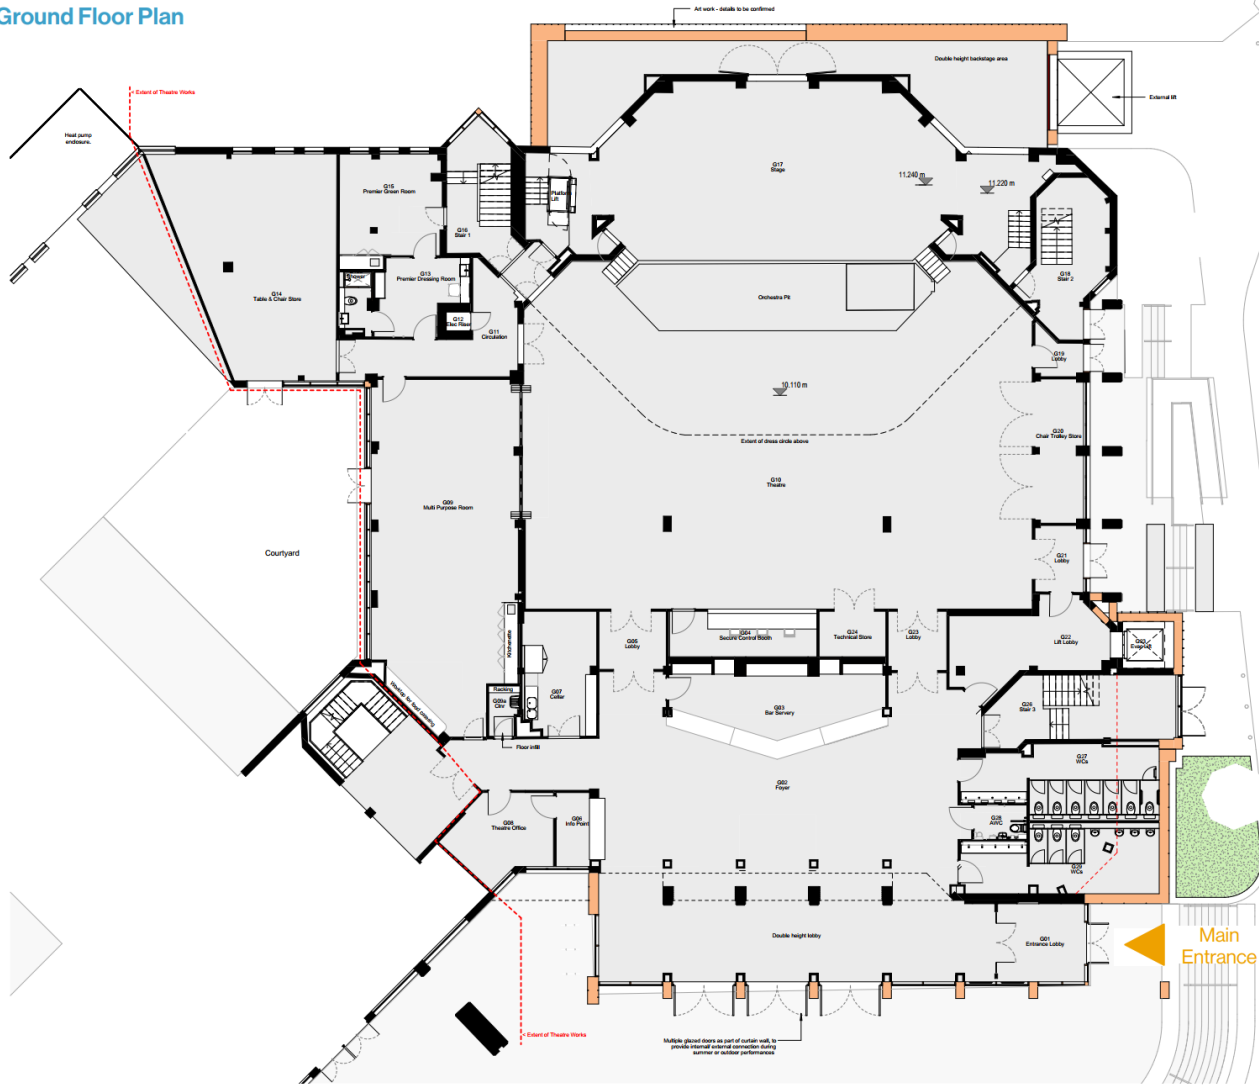 Ground Floor Plan
Art work - details to be confirmed
Double height backstage area
< Extent of Theatre Works
External lift
Heat pump
enclosure.
G17
Stage
11.240 m
11.220 m
G15
Premier Green Room
Platform
Lift
G16
Stair 1
G18
Stair 2
G13
Premier Dressing Room
Shower
G14
Table & Chair Store
Orchestra Pit
G12
Elec Riser
G11
Circulation
G19
Lobby
10.110 m
G20
Chair Trolley Store
Extent of dress circle above
G10
Theatre
G09
Multi Purpose Room
Courtyard
G21
Lobby
Kitchenette
G05
Lobby
G04
Secure Control Booth
G24
Technical Store
G23
Lobby
G22
Lift Lobby
G25
Evac Lift
Racking
G09a
Clnr
G07
Cellar
G03
Bar Servery
G26
Stair 3
Floor infill
G27
WCs
G02
Foyer
G08
Theatre Office
G06
Info Point
G28
AWC
G29
WCs
Double height lobby
G01
Entrance Lobby
Main
Entrance
< Extent of Theatre Works
Multiple glazed doors as part of curtain wall, to
provide internal/ external connection during
summer or outdoor performances